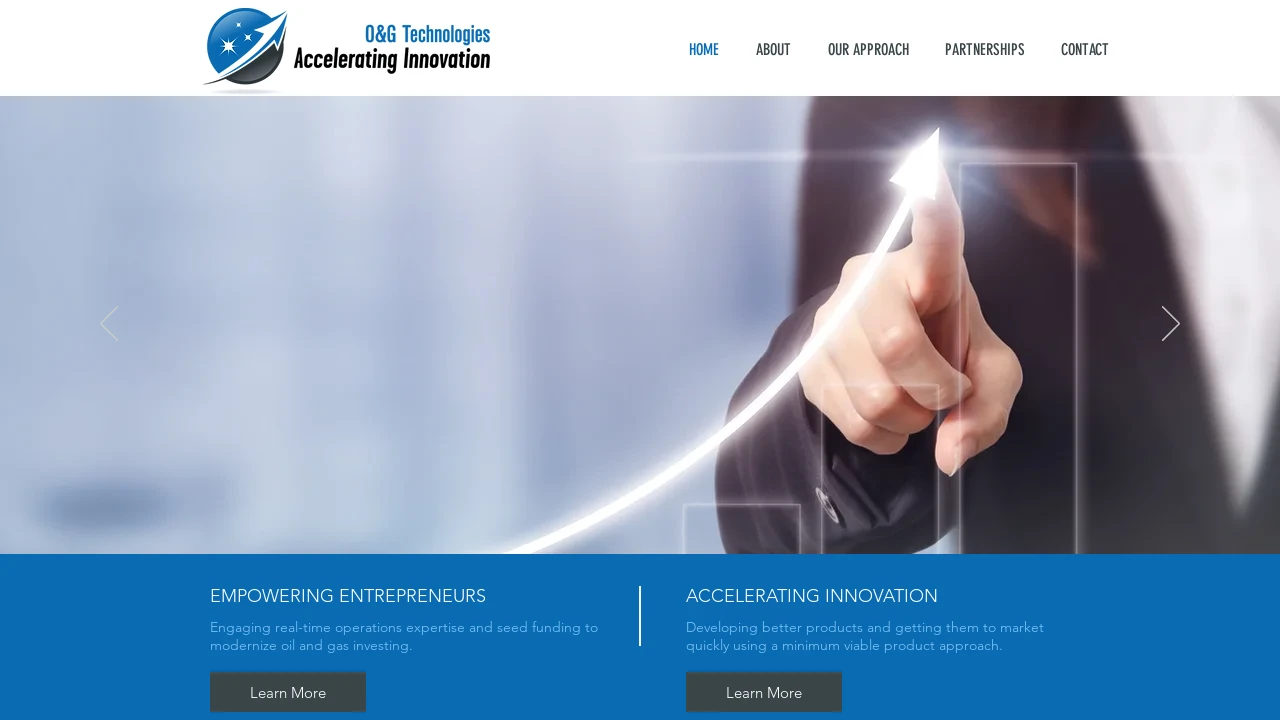 O&G Technologies
Accelerating Innovation
HOME
ABOUT
OUR APPROACH
PARTNERSHIPS
CONTACT
EMPOWERING ENTREPRENEURS
Engaging real-time operations expertise and seed funding to
modernize oil and gas investing.
Learn More
ACCELERATING INNOVATION
Developing better products and getting them to market
quickly using a minimum viable product approach.
Learn More